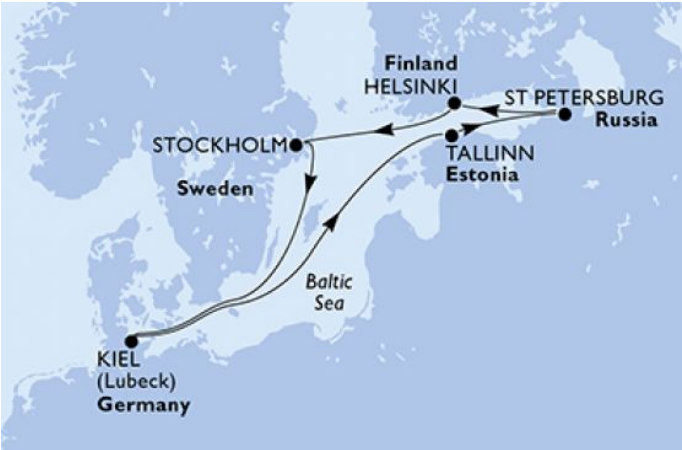 Finland
HELSINKI
ST PETERSBURG
Russia
STOCKHOLM
TALLINN
Estonia
Sweden
Baltic
Sea
KIEL
(Lubeck)
Germany